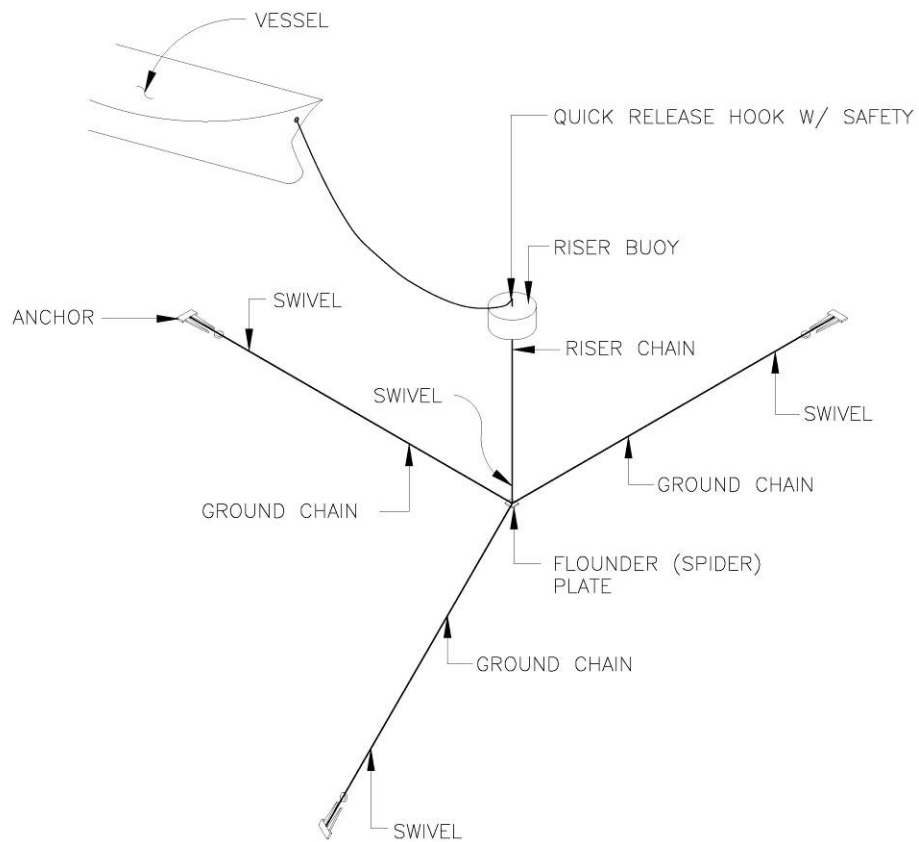 VESSEL
QUICK RELEASE HOOK W/ SAFETY
RISER BUOY
SWIVEL
ANCHOR
RISER CHAIN
SWIVEL
SWIVEL
GROUND CHAIN
GROUND CHAIN
FLOUNDER (SPIDER)
PLATE
GROUND CHAIN
SWIVEL